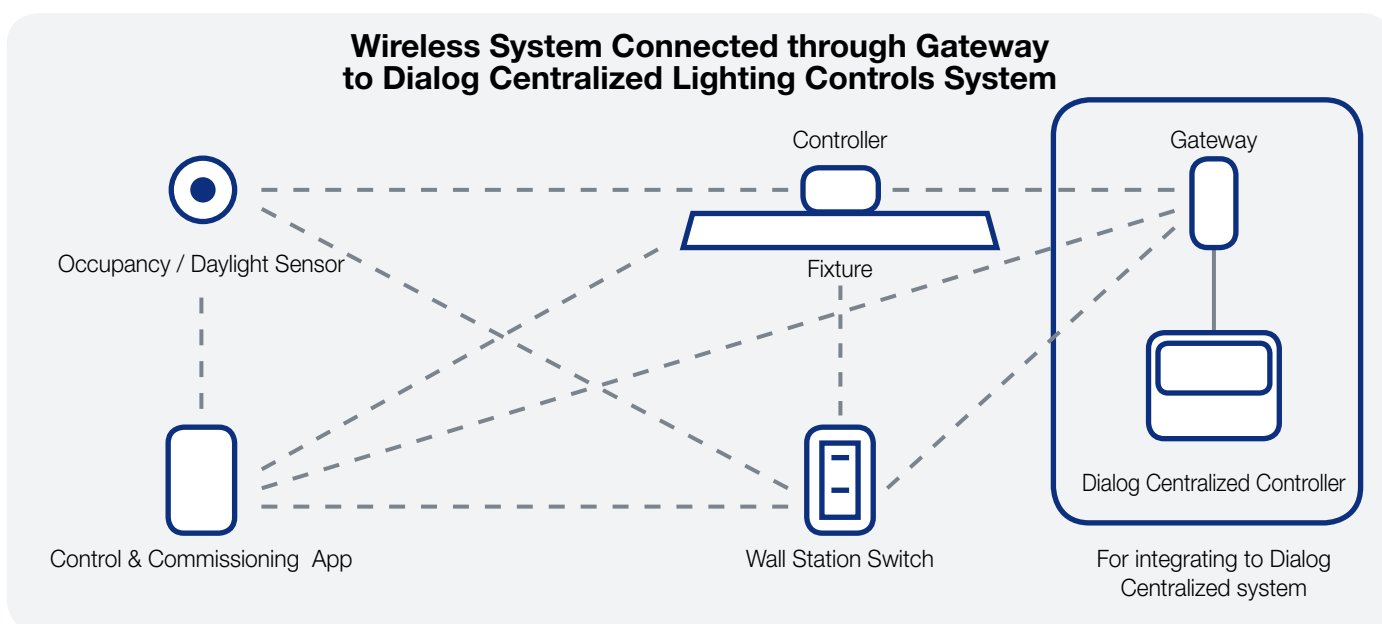 Wireless System Connected through Gateway
to Dialog Centralized Lighting Controls System
Controller
Gateway
Occupancy / Daylight Sensor
Fixture
Dialog Centralized Controller
Control & Commissioning App
Wall Station Switch
For integrating to Dialog
Centralized system